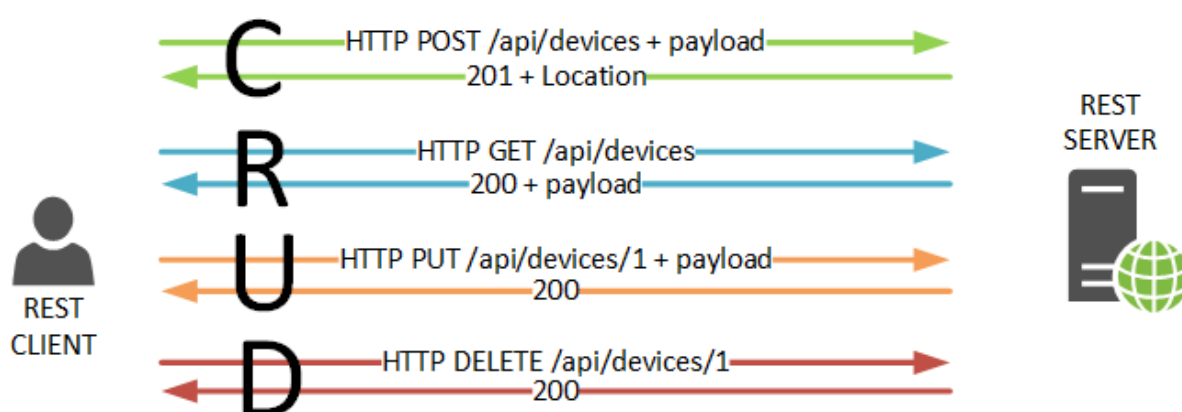 C
HTTP POST /api/devices + payload
201 + Location
R
HTTP GET /api/devices
200 + payload
U
HTTP PUT /api/devices/1 + payload
200
D
HTTP DELETE /api/devices/1
200
REST
CLIENT
REST
SERVER